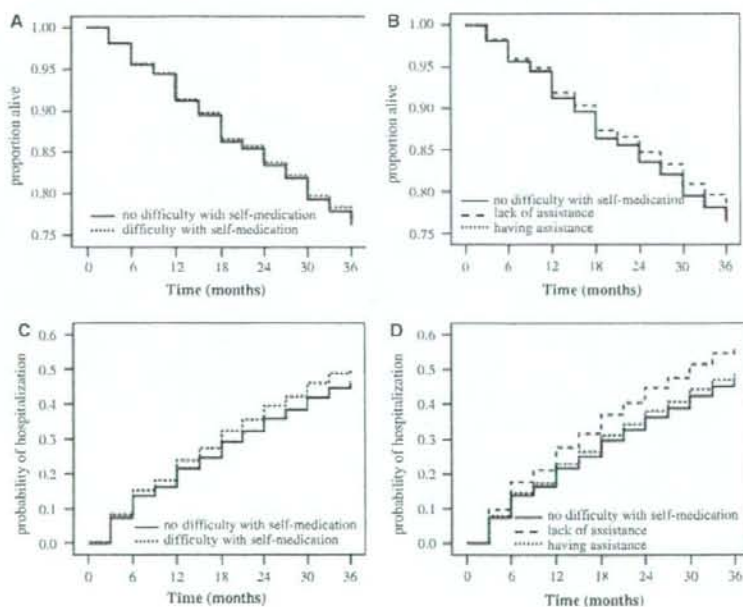 A
proportion alive
1.00
0.95
0.90
0.85
0.80
0.75
no difficulty with self-medication
difficulty with self-medication
0 6 12 18 24 30 36
Time (months)
B
proportion alive
1.00
0.95
0.90
0.85
0.80
0.75
no difficulty with self-medication
lack of assistance
having assistance
0 6 12 18 24 30 36
Time (months)
C
probability of hospitalization
0.6
0.5
0.4
0.3
0.2
0.1
0.0
no difficulty with self-medication
difficulty with self-medication
0 6 12 18 24 30 36
Time (months)
D
probability of hospitalization
0.6
0.5
0.4
0.3
0.2
0.1
0.0
no difficulty with self-medication
lack of assistance
having assistance
0 6 12 18 24 30 36
Time (months)